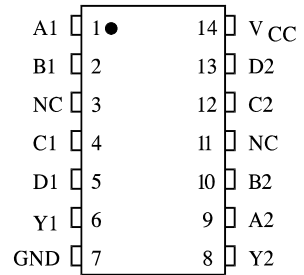 A1 1 14 V CC
B1 2 13 D2
NC 3 12 C2
C1 4 11 NC
D1 5 10 B2
Y1 6 9 A2
GND 7 8 Y2